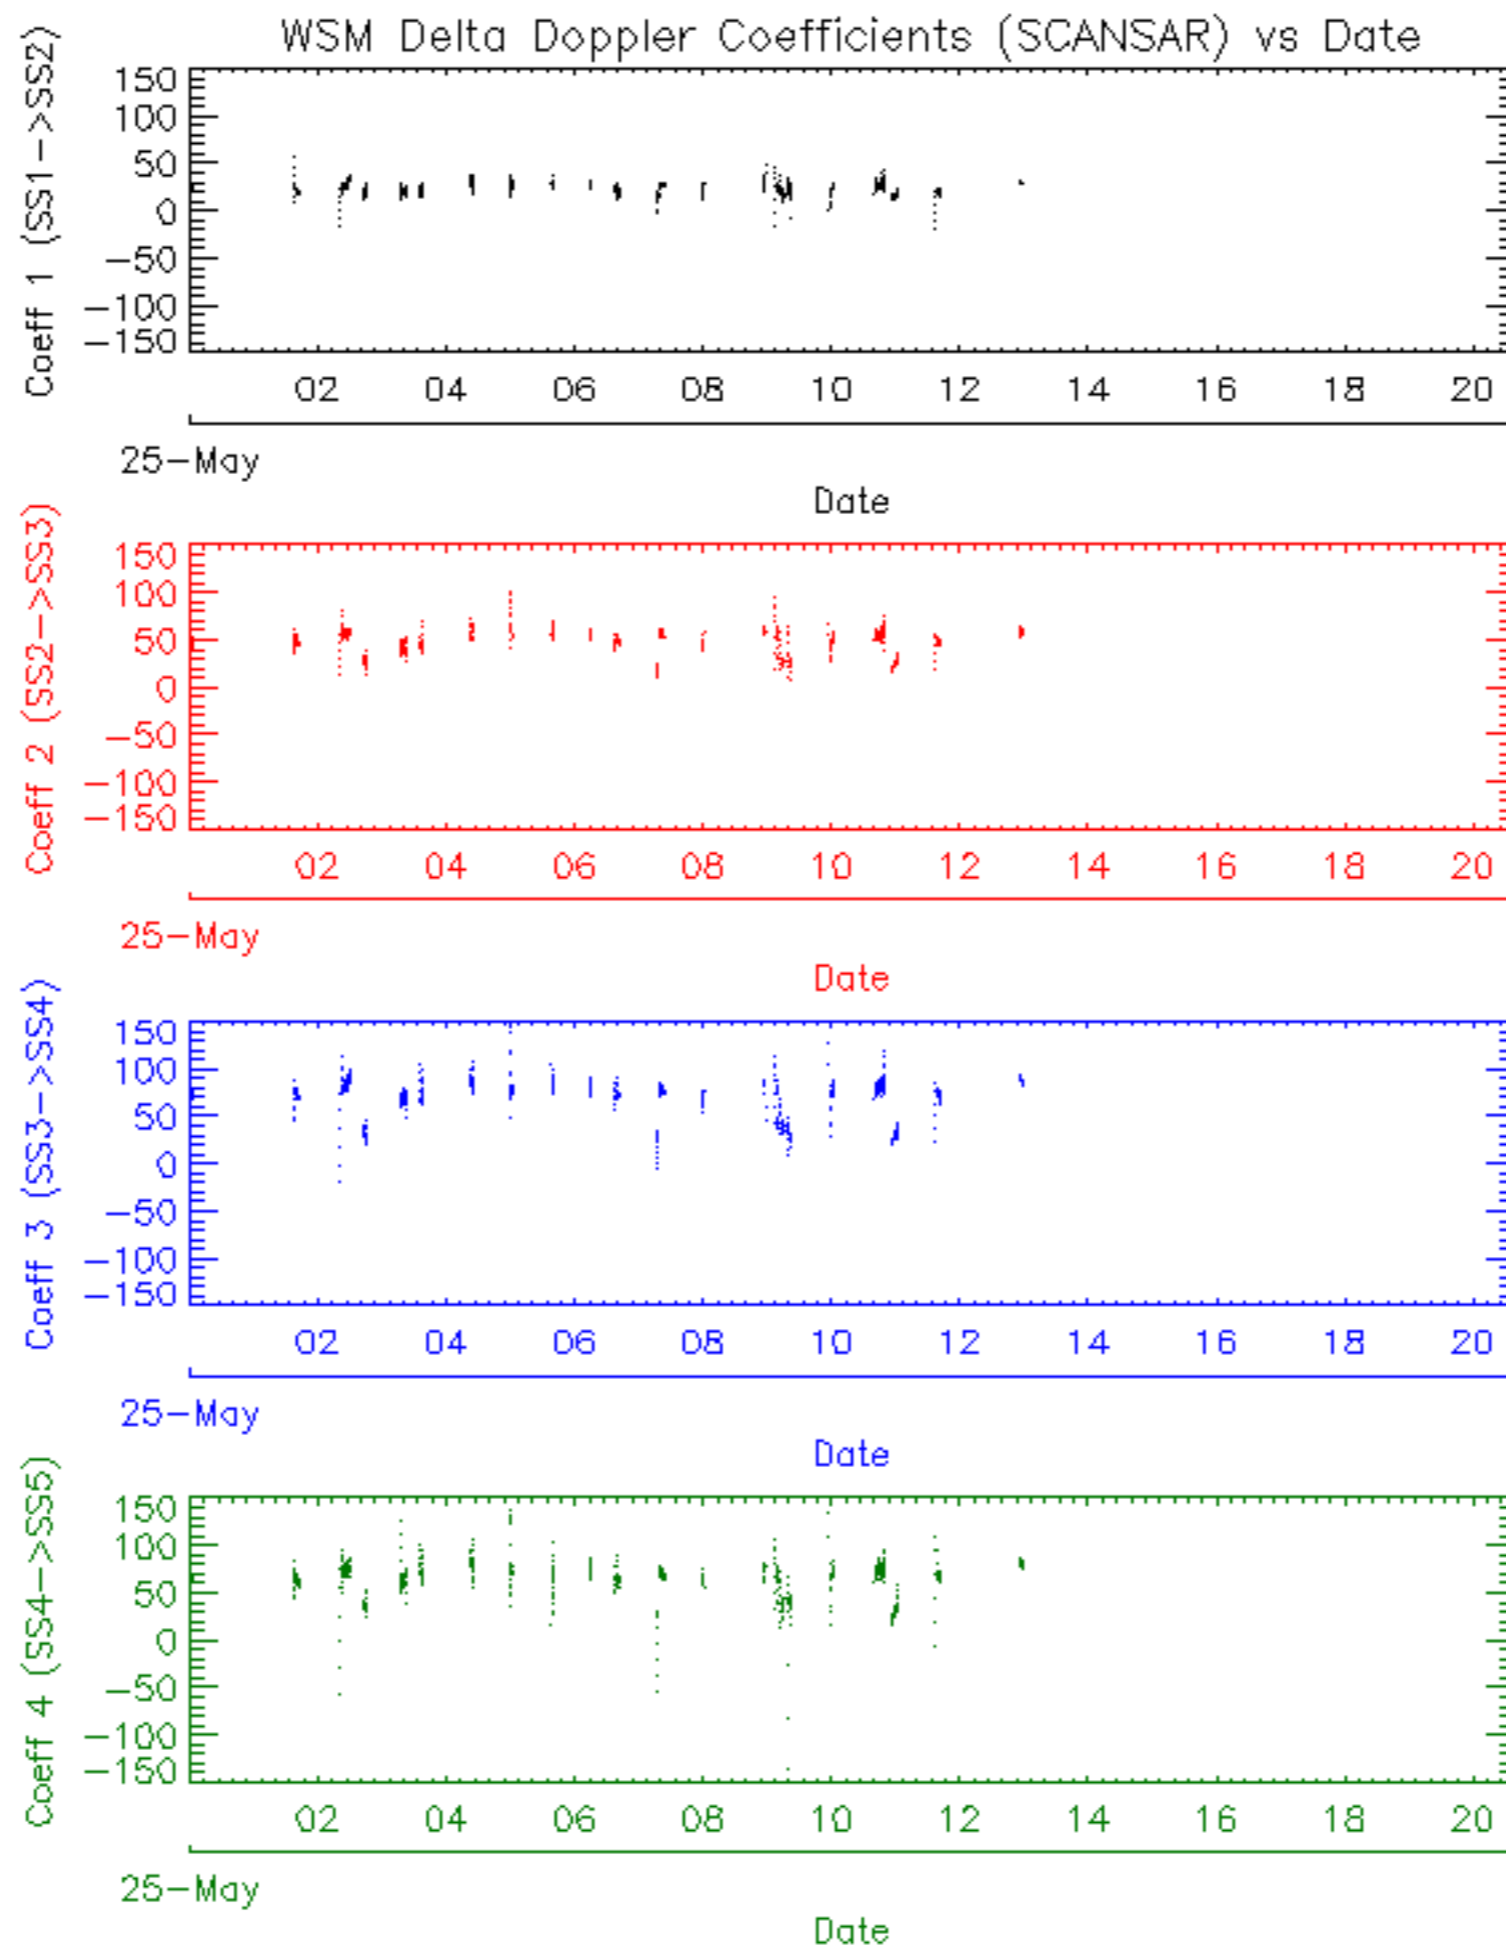 WSM Delta Doppler Coefficients (SCANSAR) vs Date
Coeff 1 (SS1->SS2)
150
100
50
0
-50
-100
-150
02 04 06 08 10 12 14 16 18 20
25-May
Date
Coeff 2 (SS2->SS3)
150
100
50
0
-50
-100
-150
02 04 06 08 10 12 14 16 18 20
25-May
Date
Coeff 3 (SS3->SS4)
150
100
50
0
-50
-100
-150
02 04 06 08 10 12 14 16 18 20
25-May
Date
Coeff 4 (SS4->SS5)
150
100
50
0
-50
-100
-150
02 04 06 08 10 12 14 16 18 20
25-May
Date